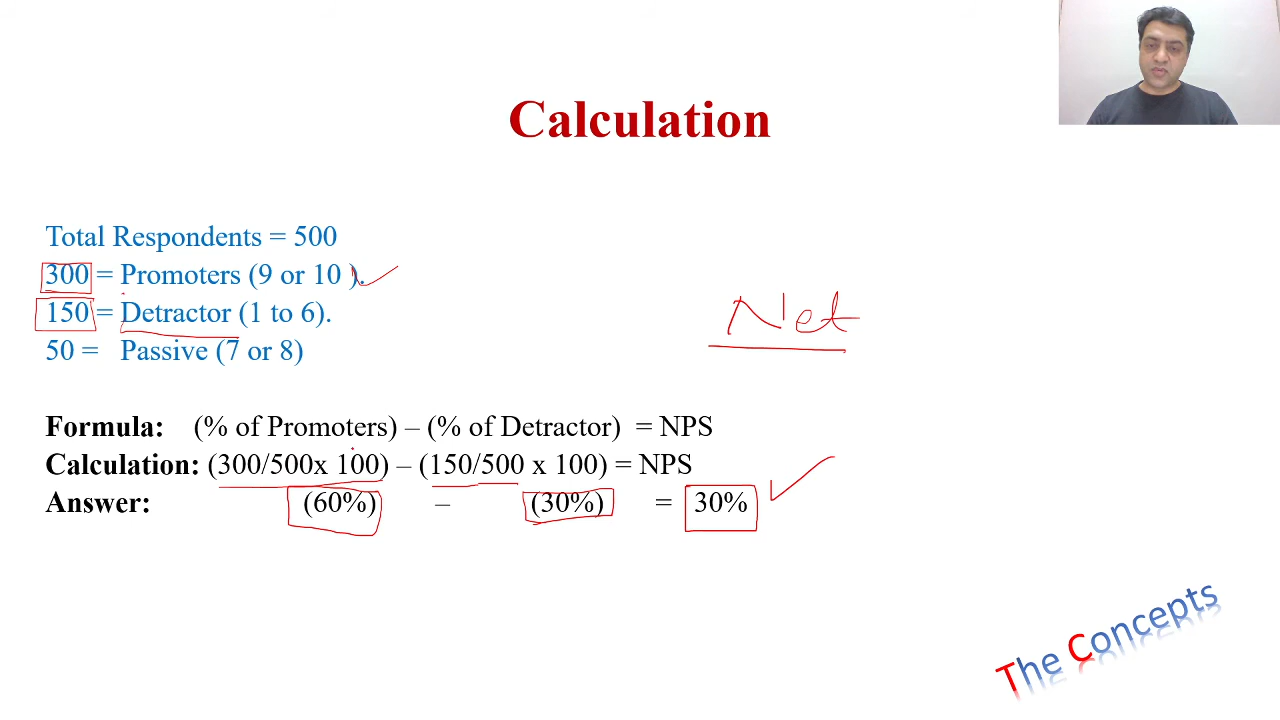 Calculation
Total Respondents = 500
300 = Promoters (9 or 10 ).
150 = Detractor (1 to 6).
50 = Passive (7 or 8)
Net
Formula: (% of Promoters) – (% of Detractor) = NPS
Calculation: (300/500x 100) – (150/500 x 100) = NPS
Answer: (60%) – (30%) = 30%
The Concepts